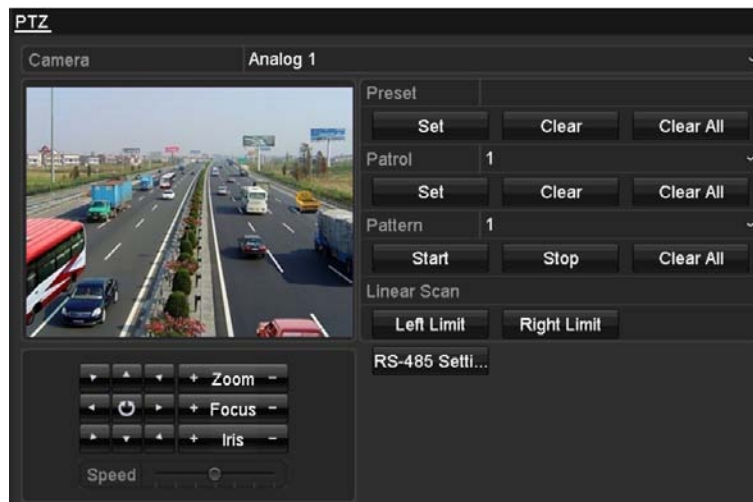 PTZ
Camera Analog 1
Preset
Set Clear Clear All
Patrol 1
Set Clear Clear All
Pattern 1
Start Stop Clear All
Linear Scan
Left Limit Right Limit
RS-485 Setti...
+ Zoom -
+ Focus -
+ Iris -
Speed